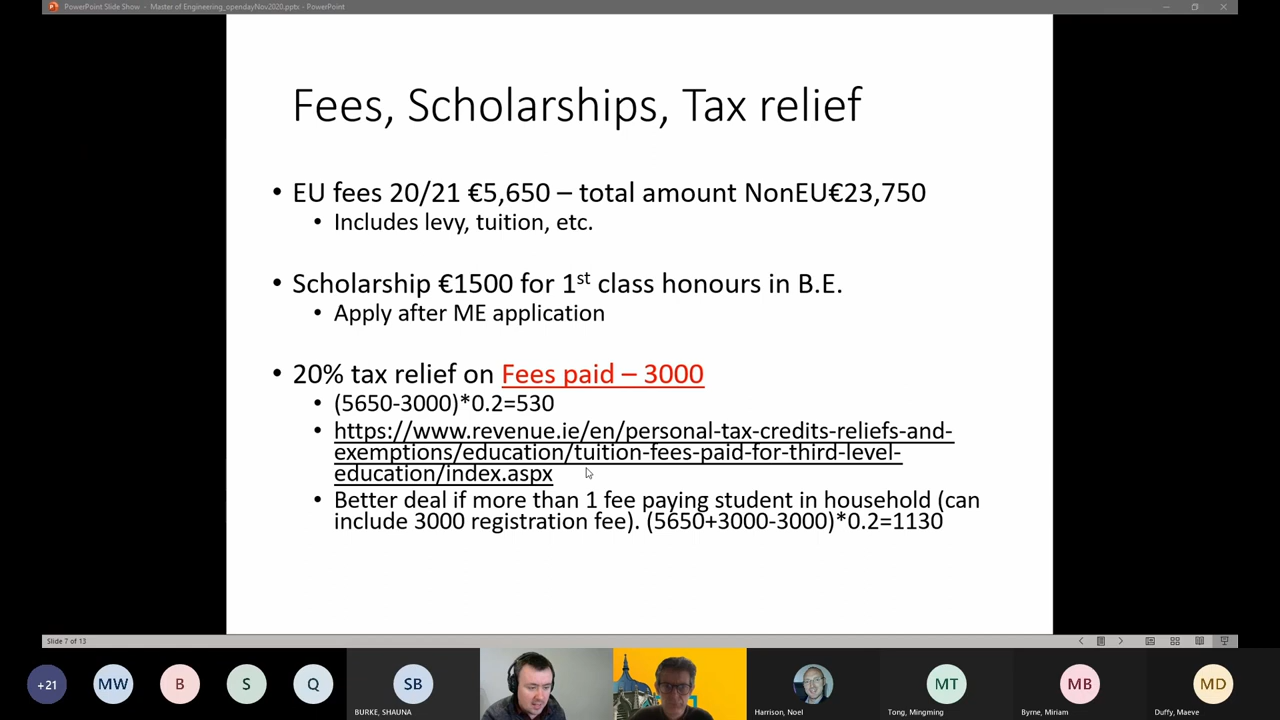 PowerPoint Slide Show - Master of Engineering_opendayNov2020.pptx - PowerPoint
Fees, Scholarships, Tax relief
• EU fees 20/21 €5,650 – total amount NonEU€23,750
• Includes levy, tuition, etc.
• Scholarship €1500 for 1st class honours in B.E.
• Apply after ME application
• 20% tax relief on Fees paid – 3000
• (5650-3000)*0.2=530
• https://www.revenue.ie/en/personal-tax-credits-reliefs-and-
exemptions/education/tuition-fees-paid-for-third-level-
education/index.aspx
• Better deal if more than 1 fee paying student in household (can
include 3000 registration fee). (5650+3000-3000)*0.2=1130
Slide 7 of 13
+21 MW B S Q SB MT MB MD
BURKE, SHAUNA Harrison, Noel Tong, Mingming Byrne, Miriam Duffy, Maeve